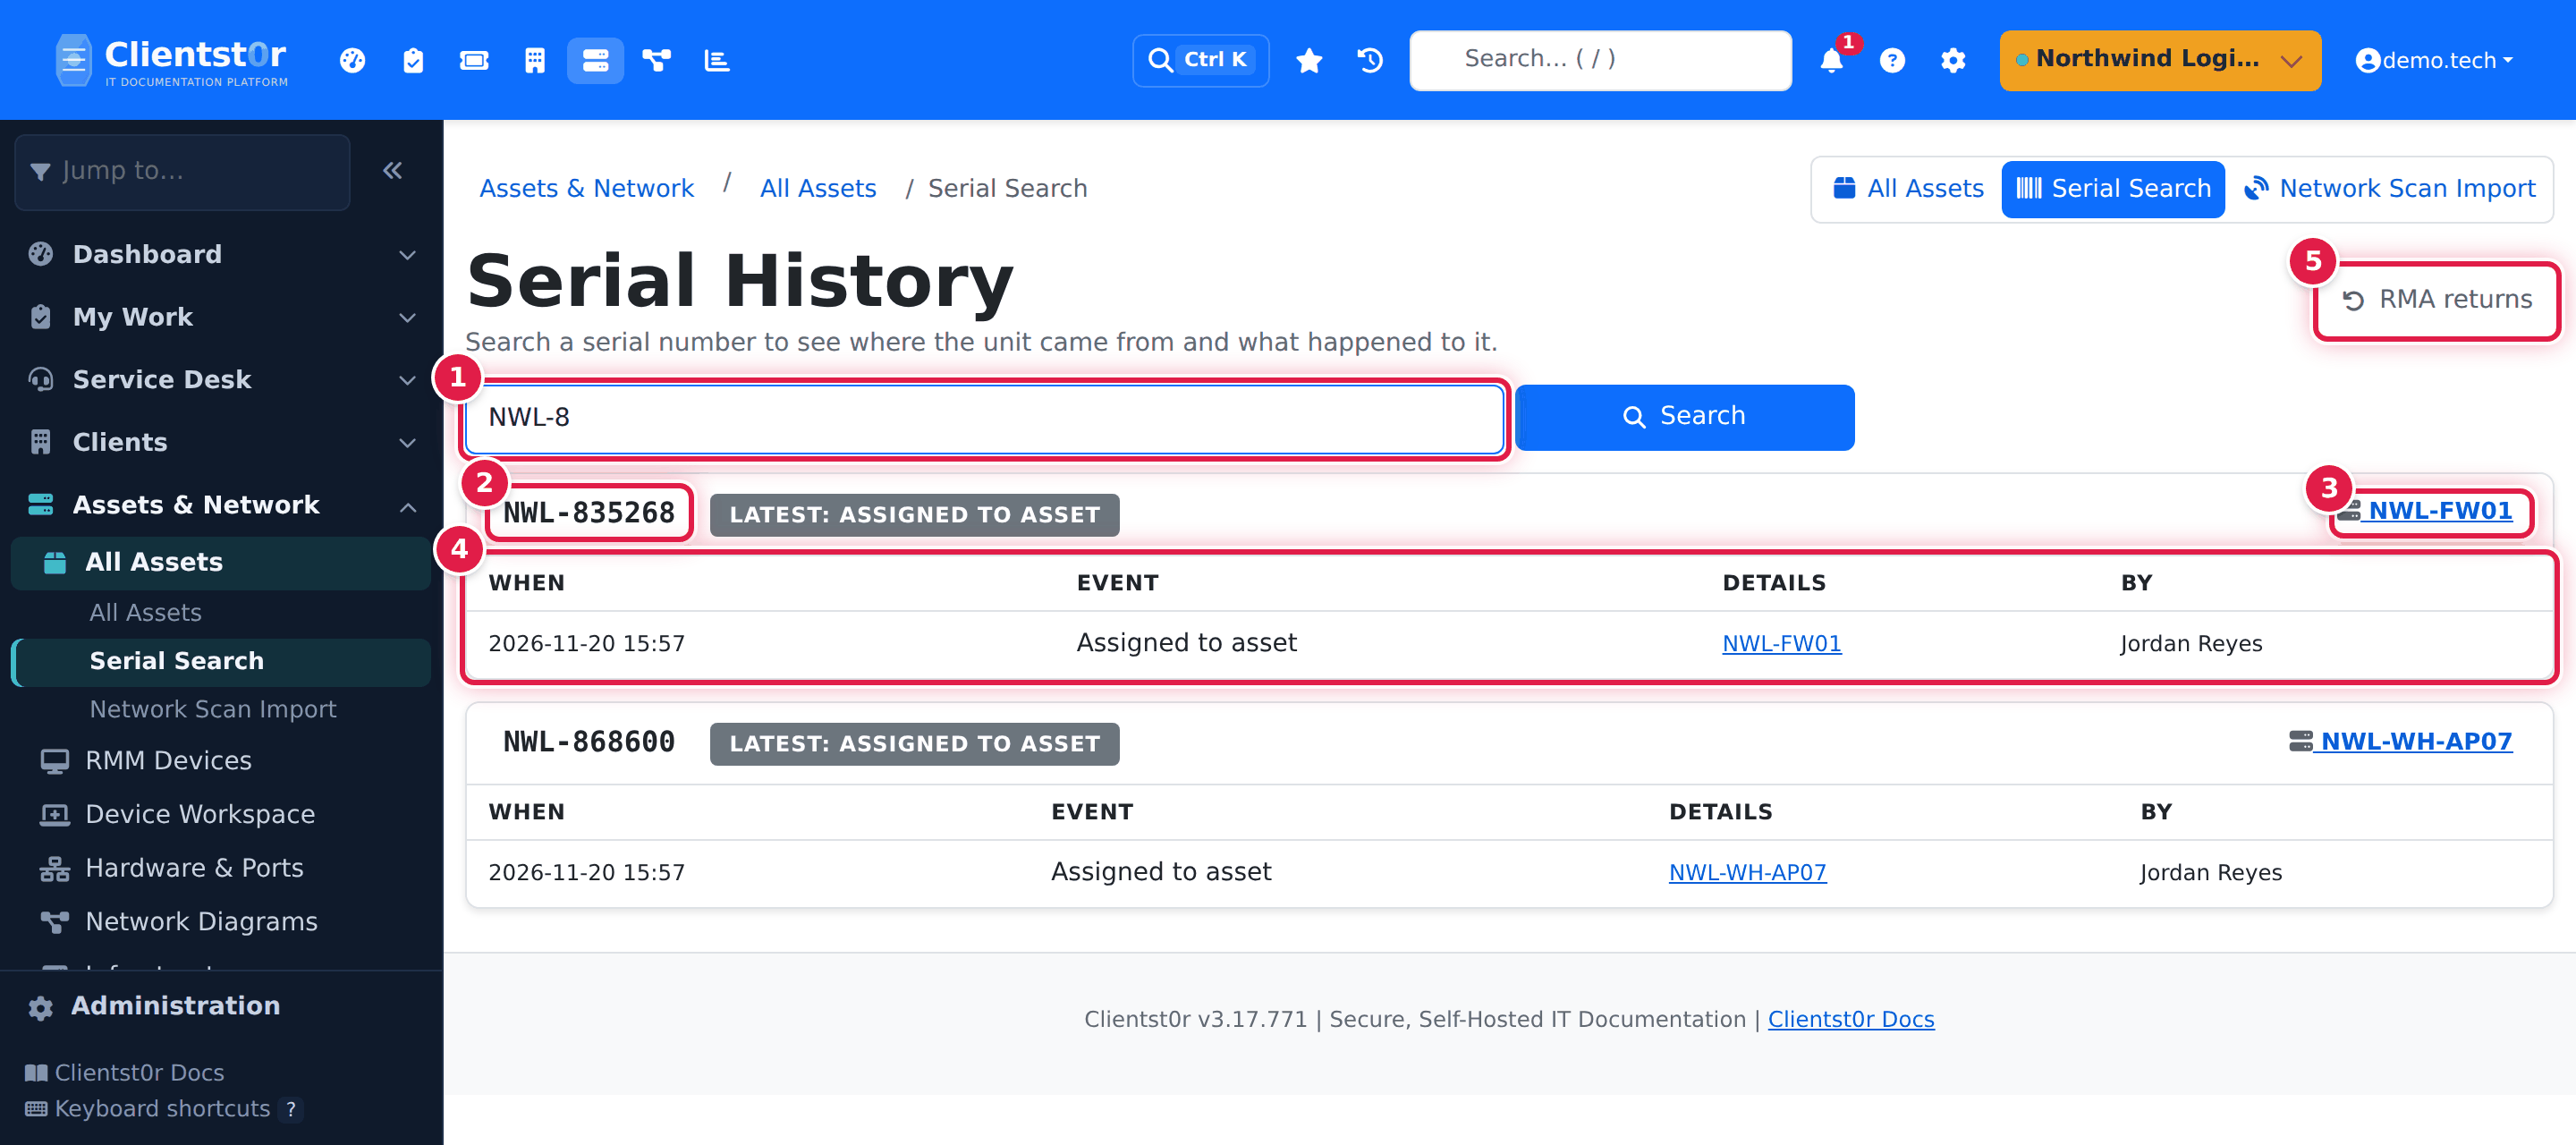 Clientst0r
IT DOCUMENTATION PLATFORM
Ctrl K
Search… ( / )
1
?
Northwind Logi…
demo.tech
Jump to…
Dashboard
My Work
Service Desk
Clients
Assets & Network
All Assets
All Assets
Serial Search
Network Scan Import
RMM Devices
Device Workspace
Hardware & Ports
Network Diagrams
Administration
Clientst0r Docs
Keyboard shortcuts ?
Assets & Network / All Assets / Serial Search
All Assets Serial Search Network Scan Import
Serial History
Search a serial number to see where the unit came from and what happened to it.
5
RMA returns
1
NWL-8
Search
2
NWL-835268 LATEST: ASSIGNED TO ASSET
3
NWL-FW01
4
WHEN EVENT DETAILS BY
2026-11-20 15:57 Assigned to asset NWL-FW01 Jordan Reyes
NWL-868600 LATEST: ASSIGNED TO ASSET NWL-WH-AP07
WHEN EVENT DETAILS BY
2026-11-20 15:57 Assigned to asset NWL-WH-AP07 Jordan Reyes
Clientst0r v3.17.771 | Secure, Self-Hosted IT Documentation | Clientst0r Docs